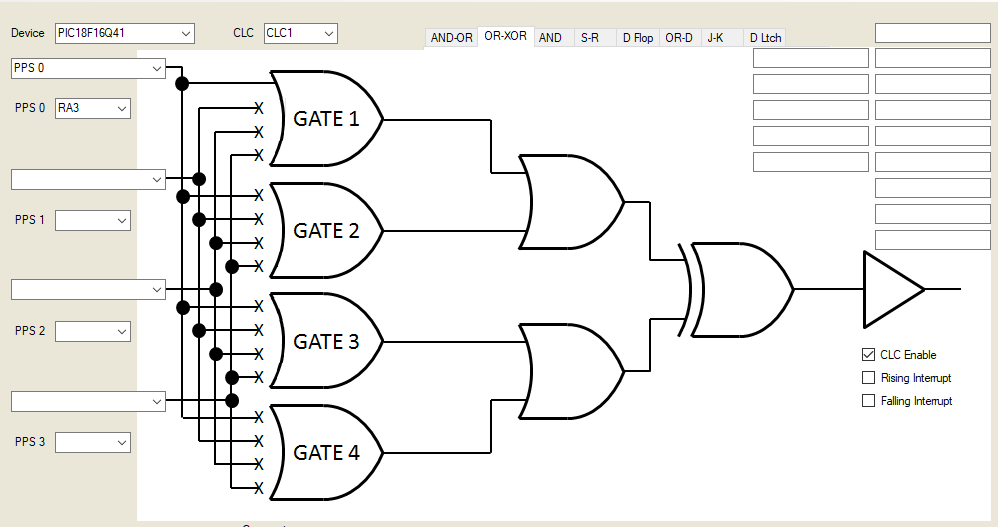 Device PIC18F16Q41 CLC CLC1
AND-OR OR-XOR AND S-R D Flop OR-D J-K D Ltch
PPS 0
PPS 0 RA3
X
X
X
GATE 1
PPS 1
X
X
X
X
GATE 2
PPS 2
X
X
X
X
GATE 3
CLC Enable
Rising Interrupt
Falling Interrupt
PPS 3
X
X
X
X
GATE 4